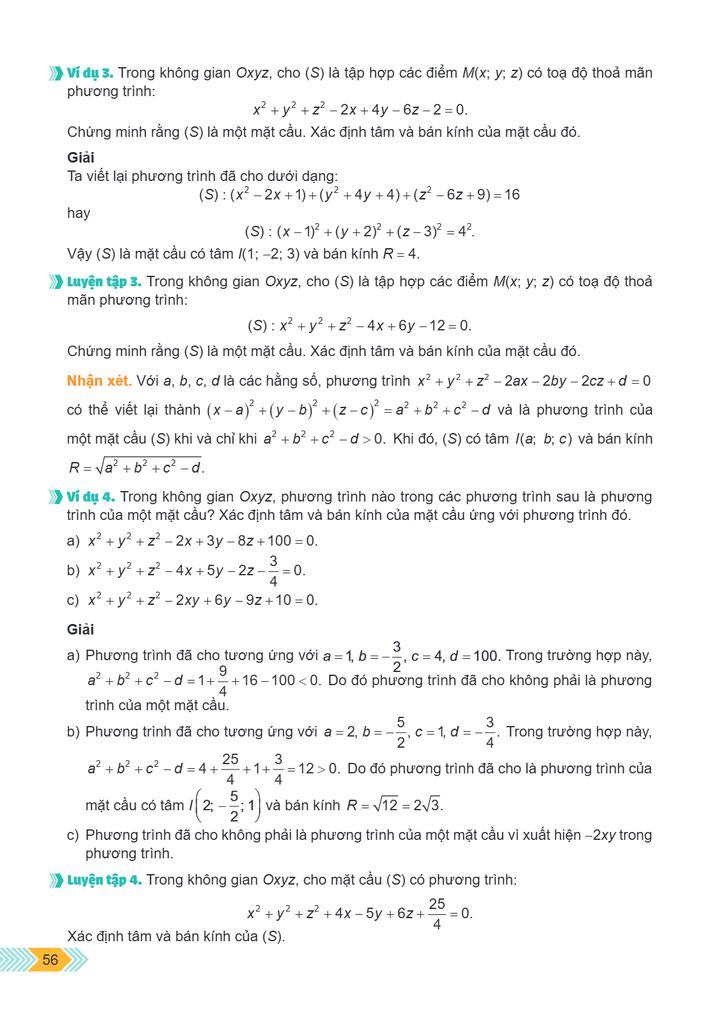 Ví dụ 3. Trong không gian Oxyz, cho (S) là tập hợp các điểm M(x; y; z) có toạ độ thoả mãn
phương trình:
x² + y² + z² − 2x + 4y − 6z − 2 = 0.
Chứng minh rằng (S) là một mặt cầu. Xác định tâm và bán kính của mặt cầu đó.
Giải
Ta viết lại phương trình đã cho dưới dạng:
(S) : (x² − 2x + 1) + (y² + 4y + 4) + (z² − 6z + 9) = 16
hay
(S) : (x − 1)² + (y + 2)² + (z − 3)² = 4².
Vậy (S) là mặt cầu có tâm I(1; −2; 3) và bán kính R = 4.
Luyện tập 3. Trong không gian Oxyz, cho (S) là tập hợp các điểm M(x; y; z) có toạ độ thoả
mãn phương trình:
(S) : x² + y² + z² − 4x + 6y − 12 = 0.
Chứng minh rằng (S) là một mặt cầu. Xác định tâm và bán kính của mặt cầu đó.
Nhận xét. Với a, b, c, d là các hằng số, phương trình x² + y² + z² − 2ax − 2by − 2cz + d = 0
có thể viết lại thành (x − a)² + (y − b)² + (z − c)² = a² + b² + c² − d và là phương trình của
một mặt cầu (S) khi và chỉ khi a² + b² + c² − d > 0. Khi đó, (S) có tâm I(a; b; c) và bán kính
R = √(a² + b² + c² − d).
Ví dụ 4. Trong không gian Oxyz, phương trình nào trong các phương trình sau là phương
trình của một mặt cầu? Xác định tâm và bán kính của mặt cầu ứng với phương trình đó.
a) x² + y² + z² − 2x + 3y − 8z + 100 = 0.
b) x² + y² + z² − 4x + 5y − 2z − 3/4 = 0.
c) x² + y² + z² − 2xy + 6y − 9z + 10 = 0.
Giải
a) Phương trình đã cho tương ứng với a = 1, b = −3/2, c = 4, d = 100. Trong trường hợp này,
a² + b² + c² − d = 1 + 9/4 + 16 − 100 < 0. Do đó phương trình đã cho không phải là phương
trình của một mặt cầu.
b) Phương trình đã cho tương ứng với a = 2, b = −5/2, c = 1, d = −3/4. Trong trường hợp này,
a² + b² + c² − d = 4 + 25/4 + 1 + 3/4 = 12 > 0. Do đó phương trình đã cho là phương trình của
mặt cầu có tâm I(2; −5/2; 1) và bán kính R = √12 = 2√3.
c) Phương trình đã cho không phải là phương trình của một mặt cầu vì xuất hiện −2xy trong
phương trình.
Luyện tập 4. Trong không gian Oxyz, cho mặt cầu (S) có phương trình:
x² + y² + z² + 4x − 5y + 6z + 25/4 = 0.
Xác định tâm và bán kính của (S).
56